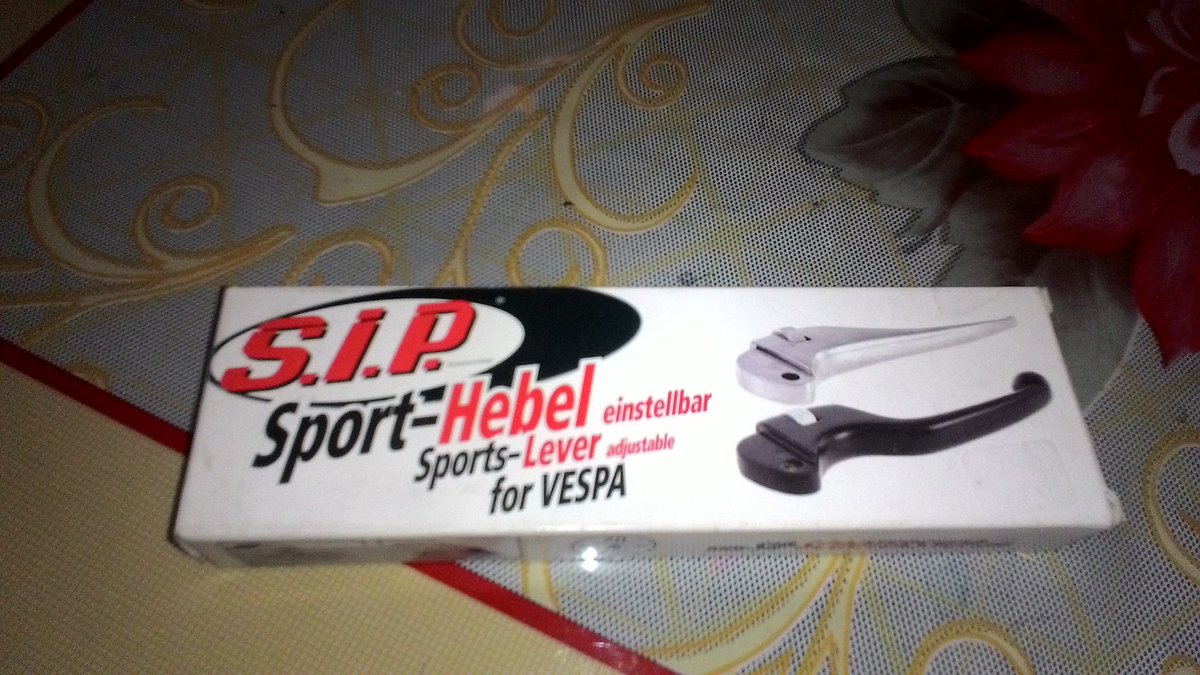 S.I.P.
Sport-Hebel einstellbar
Sports-Lever adjustable
for VESPA